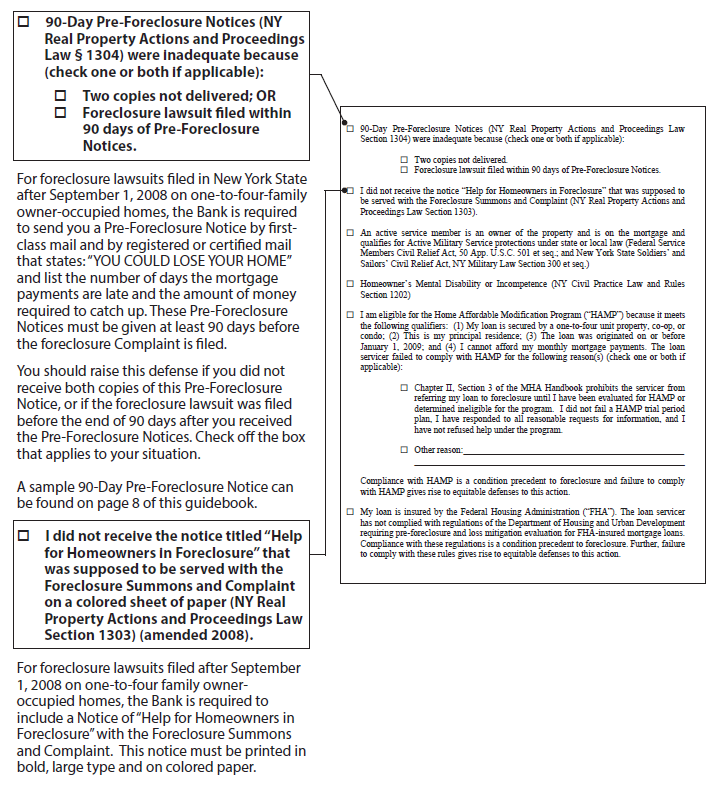 ☐ 90-Day Pre-Foreclosure Notices (NY
Real Property Actions and Proceedings
Law § 1304) were inadequate because
(check one or both if applicable):
☐ Two copies not delivered; OR
☐ Foreclosure lawsuit filed within
90 days of Pre-Foreclosure
Notices.
For foreclosure lawsuits filed in New York State
after September 1, 2008 on one-to-four-family
owner-occupied homes, the Bank is required
to send you a Pre-Foreclosure Notice by first-
class mail and by registered or certified mail
that states: “YOU COULD LOSE YOUR HOME”
and list the number of days the mortgage
payments are late and the amount of money
required to catch up. These Pre-Foreclosure
Notices must be given at least 90 days before
the foreclosure Complaint is filed.
You should raise this defense if you did not
receive both copies of this Pre-Foreclosure
Notice, or if the foreclosure lawsuit was filed
before the end of 90 days after you received
the Pre-Foreclosure Notices. Check off the box
that applies to your situation.
A sample 90-Day Pre-Foreclosure Notice can
be found on page 8 of this guidebook.
☐ I did not receive the notice titled “Help
for Homeowners in Foreclosure” that
was supposed to be served with the
Foreclosure Summons and Complaint
on a colored sheet of paper (NY Real
Property Actions and Proceedings Law
Section 1303) (amended 2008).
For foreclosure lawsuits filed after September
1, 2008 on one-to-four family owner-
occupied homes, the Bank is required to
include a Notice of “Help for Homeowners in
Foreclosure” with the Foreclosure Summons
and Complaint. This notice must be printed in
bold, large type and on colored paper.
☐ 90-Day Pre-Foreclosure Notices (NY Real Property Actions and Proceedings Law
Section 1304) were inadequate because (check one or both if applicable):
☐ Two copies not delivered.
☐ Foreclosure lawsuit filed within 90 days of Pre-Foreclosure Notices.
☐ I did not receive the notice “Help for Homeowners in Foreclosure” that was supposed to
be served with the Foreclosure Summons and Complaint (NY Real Property Actions and
Proceedings Law Section 1303).
☐ An active service member is an owner of the property and is on the mortgage and
qualifies for Active Military Service protections under state or local law (Federal Service
Members Civil Relief Act, 50 App. U.S.C. 501 et seq.; and New York State Soldiers’ and
Sailors’ Civil Relief Act, NY Military Law Section 300 et seq.)
☐ Homeowner’s Mental Disability or Incompetence (NY Civil Practice Law and Rules
Section 1202)
☐ I am eligible for the Home Affordable Modification Program (“HAMP”) because it meets
the following qualifiers: (1) My loan is secured by a one-to-four unit property, co-op, or
condo; (2) This is my principal residence; (3) The loan was originated on or before
January 1, 2009; and (4) I cannot afford my monthly mortgage payments. The loan
servicer failed to comply with HAMP for the following reason(s) (check one or both if
applicable):
☐ Chapter II, Section 3 of the MHA Handbook prohibits the servicer from
referring my loan to foreclosure until I have been evaluated for HAMP or
determined ineligible for the program. I did not fail a HAMP trial period
plan, I have responded to all reasonable requests for information, and I
have not refused help under the program.
☐ Other reason:
Compliance with HAMP is a condition precedent to foreclosure and failure to comply
with HAMP gives rise to equitable defenses to this action.
☐ My loan is insured by the Federal Housing Administration (“FHA”). The loan servicer
has not complied with regulations of the Department of Housing and Urban Development
requiring pre-foreclosure and loss mitigation evaluation for FHA-insured mortgage loans.
Compliance with these regulations is a condition precedent to foreclosure. Further, failure
to comply with these rules gives rise to equitable defenses to this action.